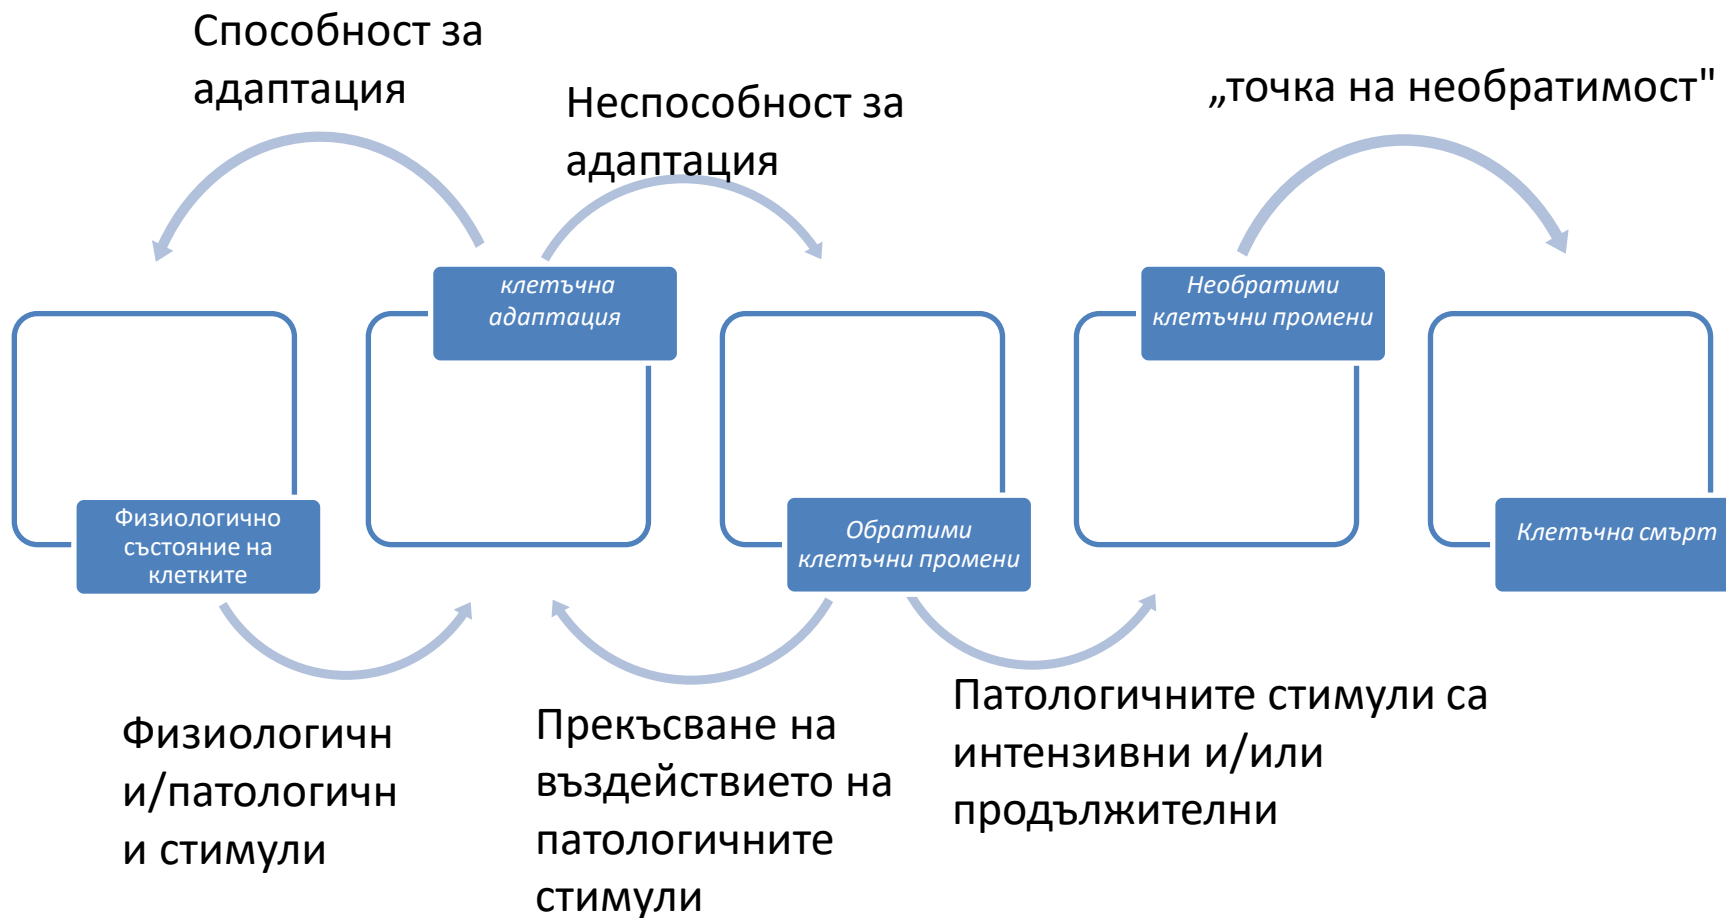 Способност за
адаптация
Неспособност за
адаптация
„точка на необратимост"
клетъчна
адаптация
Необратими
клетъчни промени
Физиологично
състояние на
клетките
Обратими
клетъчни промени
Клетъчна смърт
Физиологичн
и/патологичн
и стимули
Прекъсване на
въздействието на
патологичните
стимули
Патологичните стимули са
интензивни и/или
продължителни